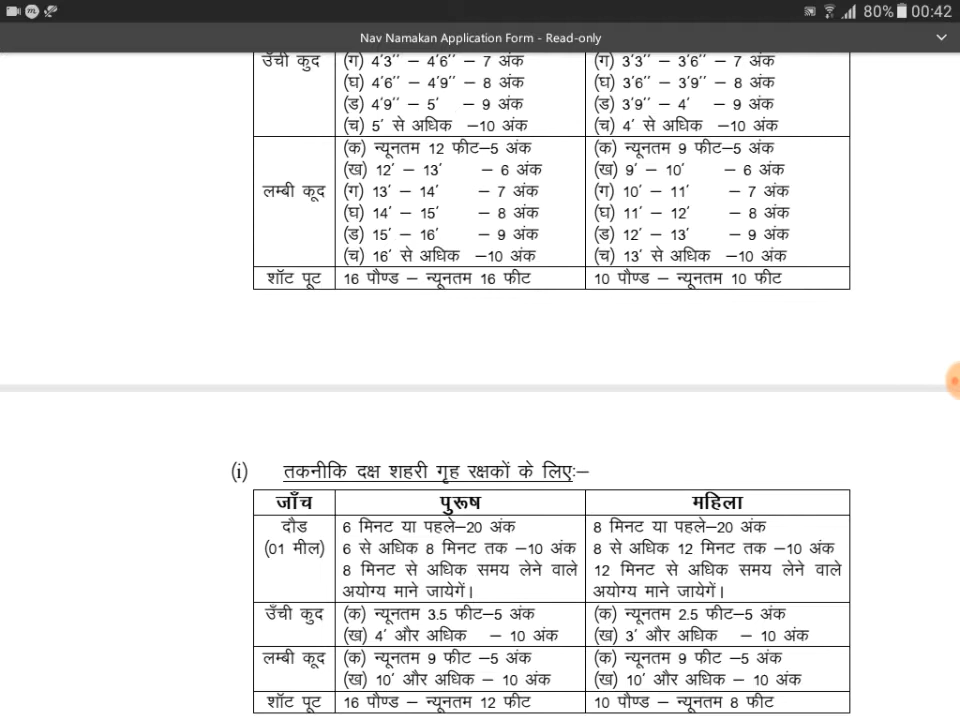 80% 00:42
Nav Namakan Application Form - Read-only
उँची कुद (ग) 4'3'' – 4'6'' – 7 अंक (ग) 3'3'' – 3'6'' – 7 अंक
(घ) 4'6'' – 4'9'' – 8 अंक (घ) 3'6'' – 3'9'' – 8 अंक
(ड) 4'9'' – 5' – 9 अंक (ड) 3'9'' – 4' – 9 अंक
(च) 5' से अधिक –10 अंक (च) 4' से अधिक –10 अंक
(क) न्यूनतम 12 फीट–5 अंक (क) न्यूनतम 9 फीट–5 अंक
(ख) 12' – 13' – 6 अंक (ख) 9' – 10' – 6 अंक
लम्बी कूद (ग) 13' – 14' – 7 अंक (ग) 10' – 11' – 7 अंक
(घ) 14' – 15' – 8 अंक (घ) 11' – 12' – 8 अंक
(ड) 15' – 16' – 9 अंक (ड) 12' – 13' – 9 अंक
(च) 16' से अधिक –10 अंक (च) 13' से अधिक –10 अंक
शॉट पूट 16 पौण्ड – न्यूनतम 16 फीट 10 पौण्ड – न्यूनतम 10 फीट
(i) तकनीकि दक्ष शहरी गृह रक्षकों के लिएः–
जाँच पुरूष महिला
दौड 6 मिनट या पहले–20 अंक 8 मिनट या पहले–20 अंक
(01 मील) 6 से अधिक 8 मिनट तक –10 अंक 8 से अधिक 12 मिनट तक –10 अंक
8 मिनट से अधिक समय लेने वाले 12 मिनट से अधिक समय लेने वाले
अयोग्य माने जायेगें। अयोग्य माने जायेगें।
उँची कुद (क) न्यूनतम 3.5 फीट–5 अंक (क) न्यूनतम 2.5 फीट–5 अंक
(ख) 4' और अधिक – 10 अंक (ख) 3' और अधिक – 10 अंक
लम्बी कूद (क) न्यूनतम 9 फीट –5 अंक (क) न्यूनतम 9 फीट –5 अंक
(ख) 10' और अधिक – 10 अंक (ख) 10' और अधिक – 10 अंक
शॉट पूट 16 पौण्ड – न्यूनतम 12 फीट 10 पौण्ड – न्यूनतम 8 फीट